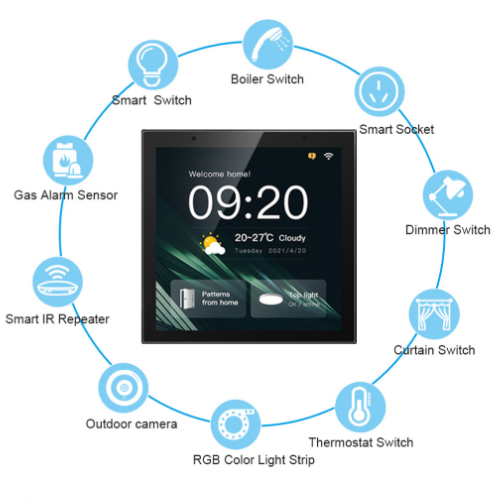 Boiler Switch
Smart Switch
Smart Socket
Gas Alarm Sensor
Dimmer Switch
Smart IR Repeater
Curtain Switch
Outdoor camera
Thermostat Switch
RGB Color Light Strip
Welcome home!
09:20
20~27℃ Cloudy
Tuesday 2021/4/20
Patterns
from home
Top light
On / online